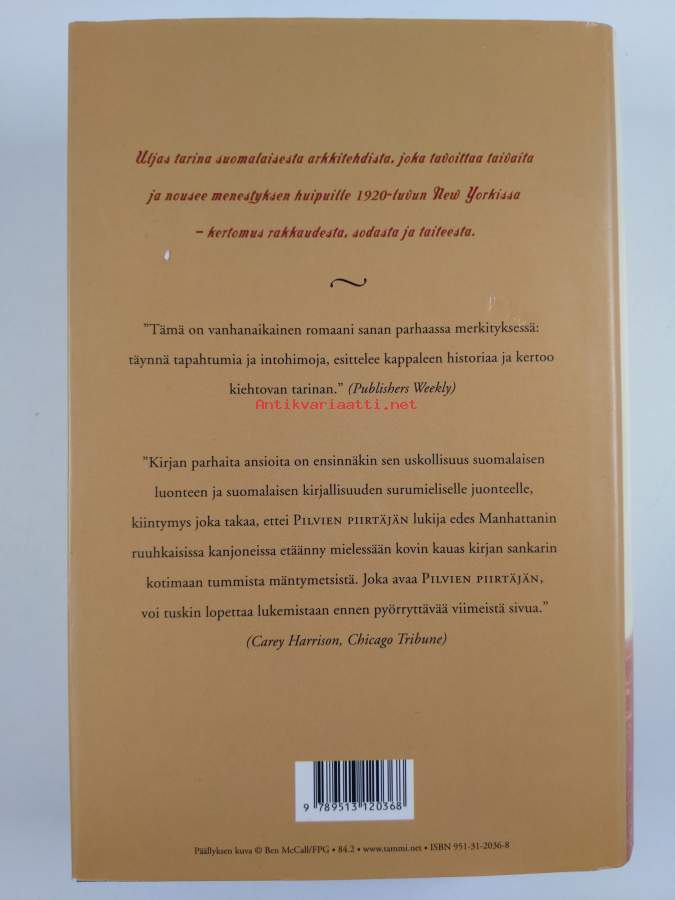 Uljas tarina suomalaisesta arkkitehdista, joka tavoittaa taivaita
ja nousee menestyksen huipuille 1920-luvun New Yorkissa
– kertomus rakkaudesta, sodasta ja taiteesta.
~
”Tämä on vanhanaikainen romaani sanan parhaassa merkityksessä:
täynnä tapahtumia ja intohimoja, esittelee kappaleen historiaa ja kertoo
kiehtovan tarinan.” (Publishers Weekly)
Antikvariaatti.net
”Kirjan parhaita ansioita on ensinnäkin sen uskollisuus suomalaisen
luonteen ja suomalaisen kirjallisuuden surumieliselle juonteelle,
kiintymys joka takaa, ettei PILVIEN PIIRTÄJÄN lukija edes Manhattanin
ruuhkaisissa kanjoneissa etäänny mielessään kovin kauas kirjan sankarin
kotimaan tummista mäntymetsistä. Joka avaa PILVIEN PIIRTÄJÄN,
voi tuskin lopettaa lukemistaan ennen pyörryttävää viimeistä sivua.”
(Carey Harrison, Chicago Tribune)
9 789513 120368
Päällyksen kuva © Ben McCall/FPG • 84.2 • www.tammi.net • ISBN 951-31-2036-8